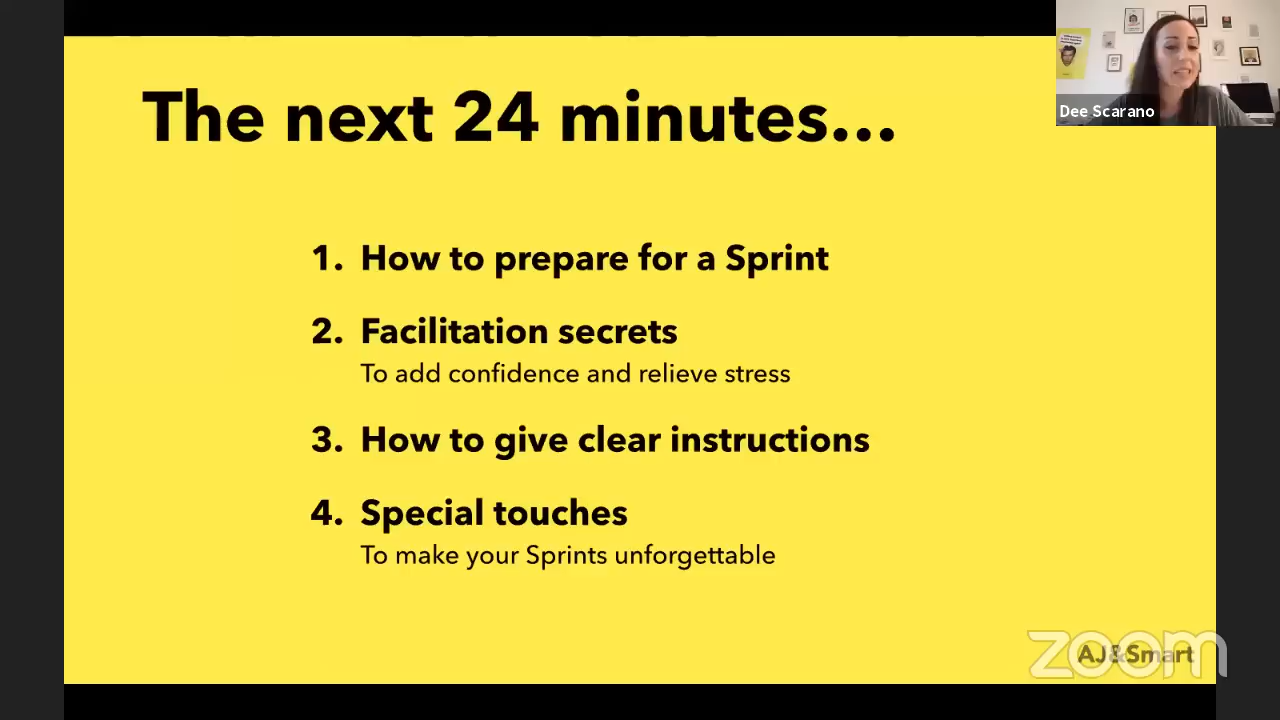 The next 24 minutes...
Dee Scarano
1. How to prepare for a Sprint
2. Facilitation secrets
To add confidence and relieve stress
3. How to give clear instructions
4. Special touches
To make your Sprints unforgettable
zoom
AJ&Smart